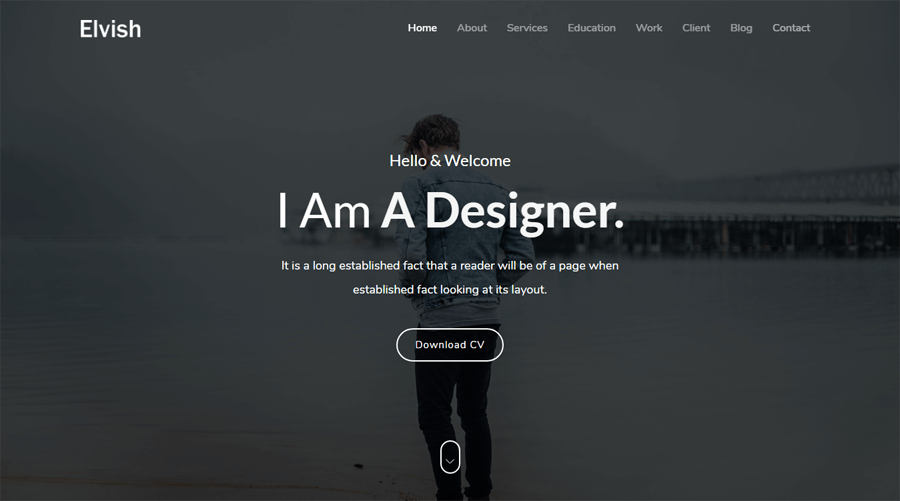 Elvish
Home About Services Education Work Client Blog Contact
Hello & Welcome
I Am A Designer.
It is a long established fact that a reader will be of a page when
established fact looking at its layout.
Download CV